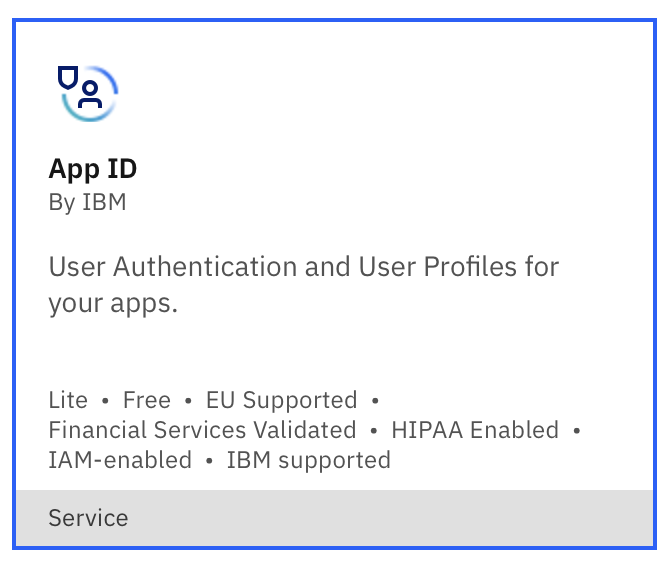 App ID
By IBM
User Authentication and User Profiles for
your apps.
Lite • Free • EU Supported •
Financial Services Validated • HIPAA Enabled •
IAM-enabled • IBM supported
Service